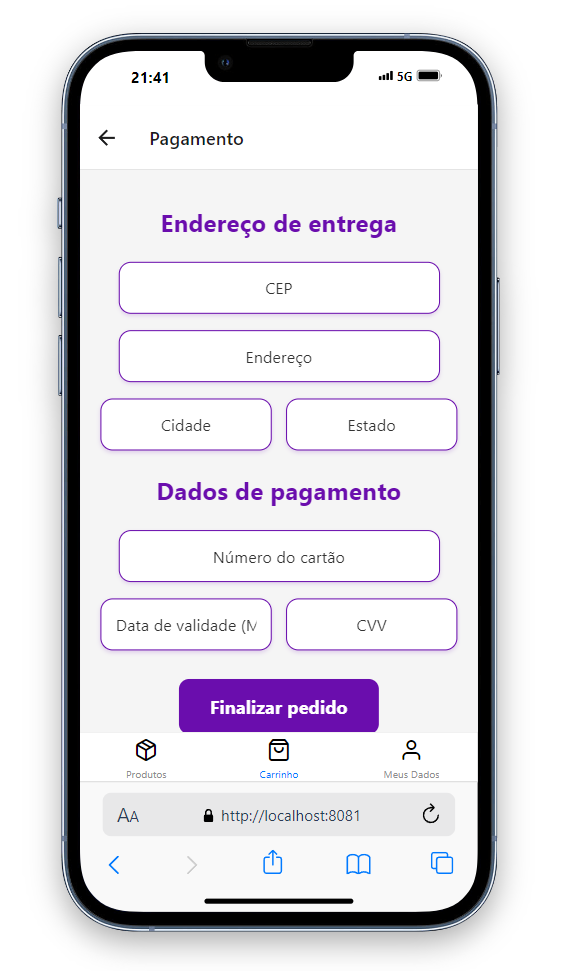 21:41
5G
Pagamento
Endereço de entrega
CEP
Endereço
Cidade
Estado
Dados de pagamento
Número do cartão
Data de validade (M
CVV
Finalizar pedido
Produtos
Carrinho
Meus Dados
AA
http://localhost:8081